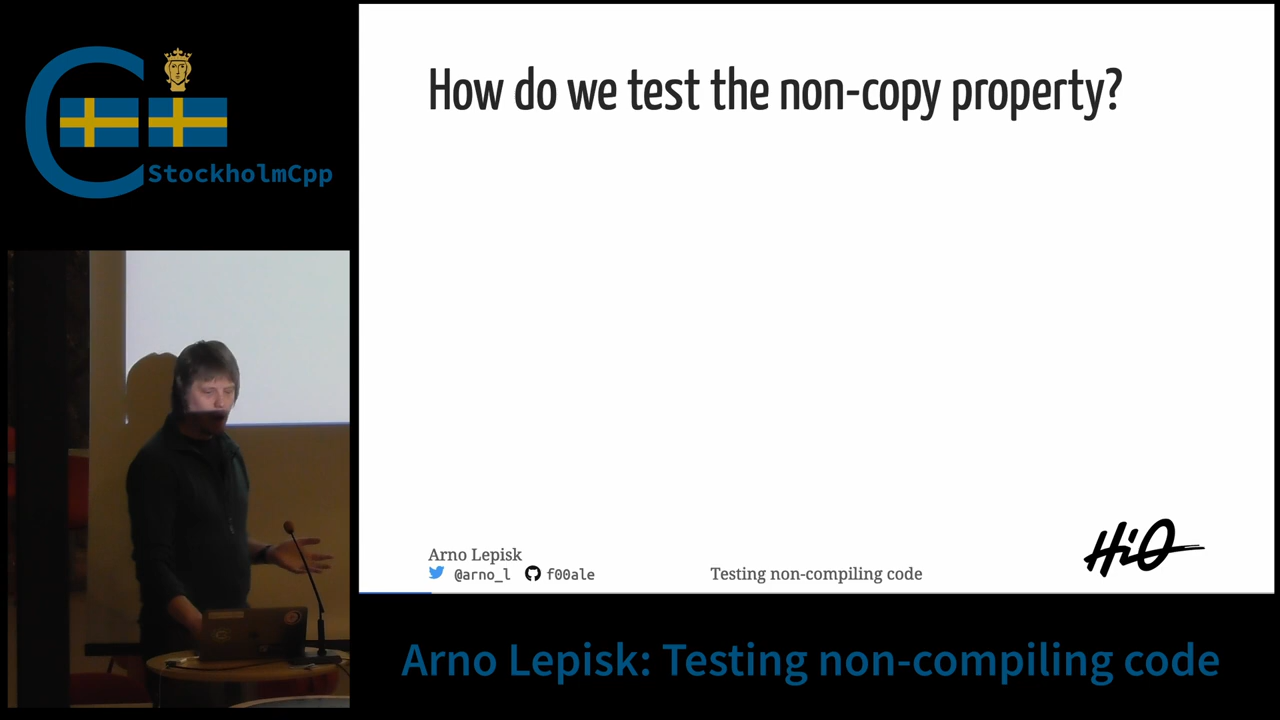 StockholmCpp
How do we test the non-copy property?
Arno Lepisk
@arno_l f00ale
Testing non-compiling code
HiQ
Arno Lepisk: Testing non-compiling code